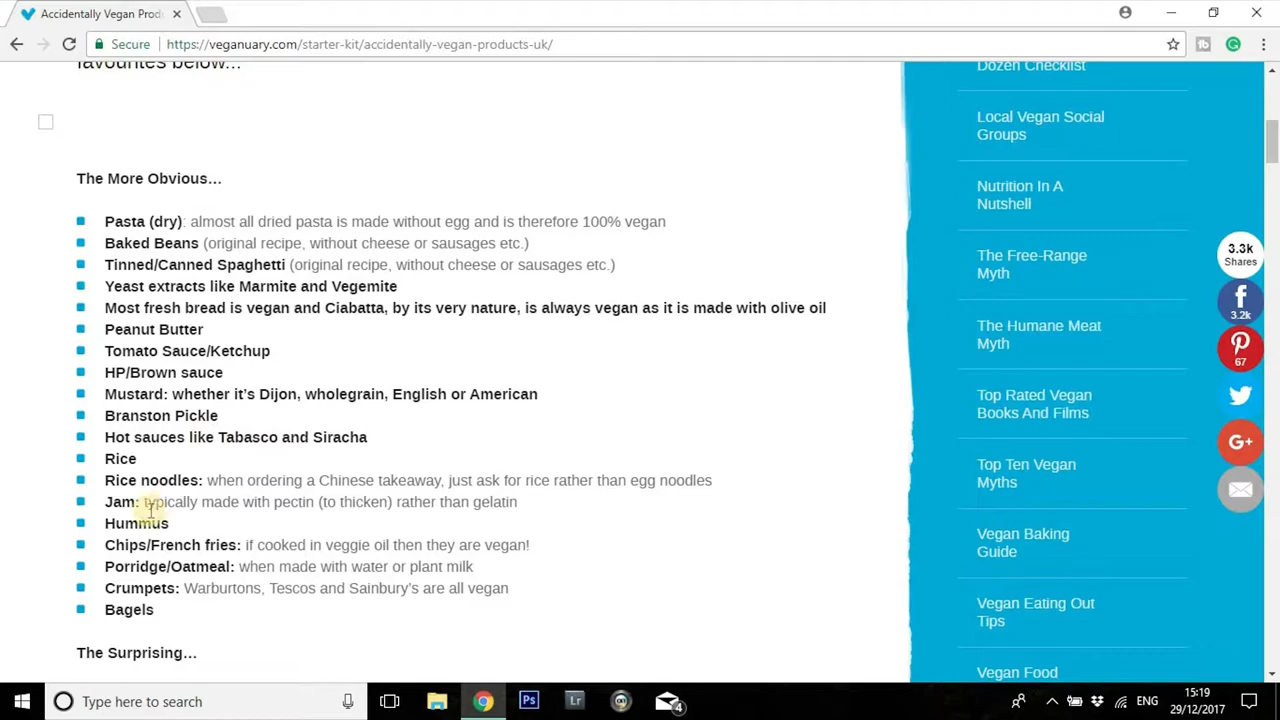 Accidentally Vegan Prod
Secure
https://veganuary.com/starter-kit/accidentally-vegan-products-uk/
favourites below...
The More Obvious…
Pasta (dry): almost all dried pasta is made without egg and is therefore 100% vegan
Baked Beans (original recipe, without cheese or sausages etc.)
Tinned/Canned Spaghetti (original recipe, without cheese or sausages etc.)
Yeast extracts like Marmite and Vegemite
Most fresh bread is vegan and Ciabatta, by its very nature, is always vegan as it is made with olive oil
Peanut Butter
Tomato Sauce/Ketchup
HP/Brown sauce
Mustard: whether it’s Dijon, wholegrain, English or American
Branston Pickle
Hot sauces like Tabasco and Siracha
Rice
Rice noodles: when ordering a Chinese takeaway, just ask for rice rather than egg noodles
Jam: typically made with pectin (to thicken) rather than gelatin
Hummus
Chips/French fries: if cooked in veggie oil then they are vegan!
Porridge/Oatmeal: when made with water or plant milk
Crumpets: Warburtons, Tescos and Sainbury’s are all vegan
Bagels
The Surprising…
Dozen Checklist
Local Vegan Social
Groups
Nutrition In A
Nutshell
The Free-Range
Myth
The Humane Meat
Myth
Top Rated Vegan
Books And Films
Top Ten Vegan
Myths
Vegan Baking
Guide
Vegan Eating Out
Tips
Vegan Food
3.3k
Shares
3.2k
67
G+
Type here to search
Ps
Lr
4
ENG
15:19
29/12/2017